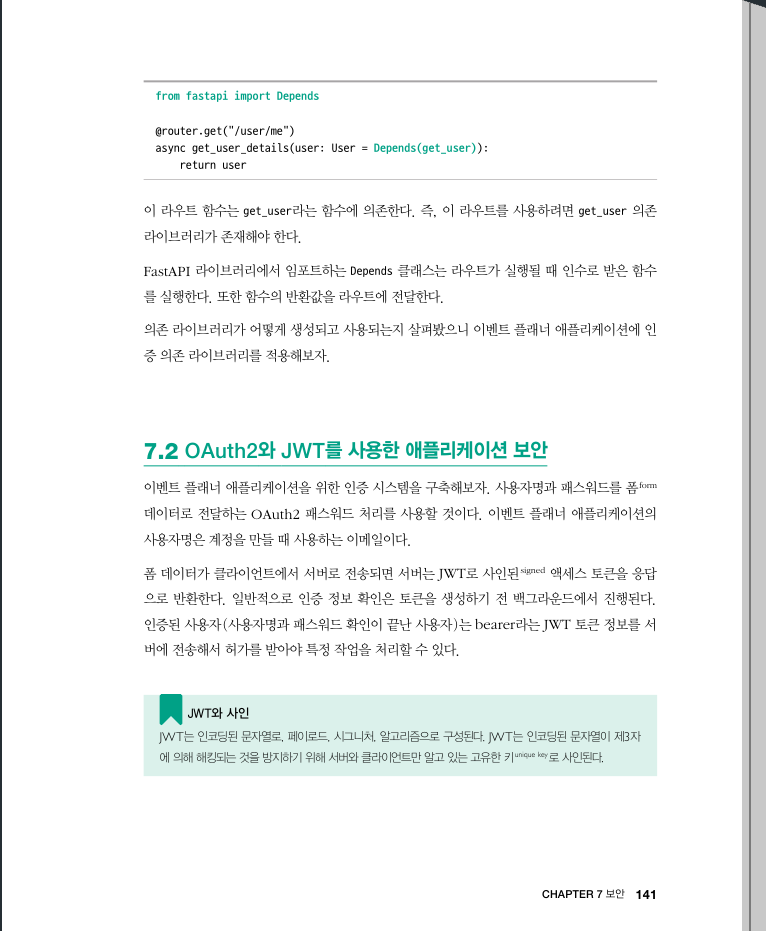 from fastapi import Depends
@router.get("/user/me")
async get_user_details(user: User = Depends(get_user)):
    return user
이 라우트 함수는 get_user라는 함수에 의존한다. 즉, 이 라우트를 사용하려면 get_user 의존
라이브러리가 존재해야 한다.
FastAPI 라이브러리에서 임포트하는 Depends 클래스는 라우트가 실행될 때 인수로 받은 함수
를 실행한다. 또한 함수의 반환값을 라우트에 전달한다.
의존 라이브러리가 어떻게 생성되고 사용되는지 살펴봤으니 이벤트 플래너 애플리케이션에 인
증 의존 라이브러리를 적용해보자.
7.2 OAuth2와 JWT를 사용한 애플리케이션 보안
이벤트 플래너 애플리케이션을 위한 인증 시스템을 구축해보자. 사용자명과 패스워드를 폼form
데이터로 전달하는 OAuth2 패스워드 처리를 사용할 것이다. 이벤트 플래너 애플리케이션의
사용자명은 계정을 만들 때 사용하는 이메일이다.
폼 데이터가 클라이언트에서 서버로 전송되면 서버는 JWT로 사인된signed 액세스 토큰을 응답
으로 반환한다. 일반적으로 인증 정보 확인은 토큰을 생성하기 전 백그라운드에서 진행된다.
인증된 사용자(사용자명과 패스워드 확인이 끝난 사용자)는 bearer라는 JWT 토큰 정보를 서
버에 전송해서 허가를 받아야 특정 작업을 처리할 수 있다.
JWT와 사인
JWT는 인코딩된 문자열로, 페이로드, 시그니처, 알고리즘으로 구성된다. JWT는 인코딩된 문자열이 제3자
에 의해 해킹되는 것을 방지하기 위해 서버와 클라이언트만 알고 있는 고유한 키unique key로 사인된다.
CHAPTER 7 보안 141